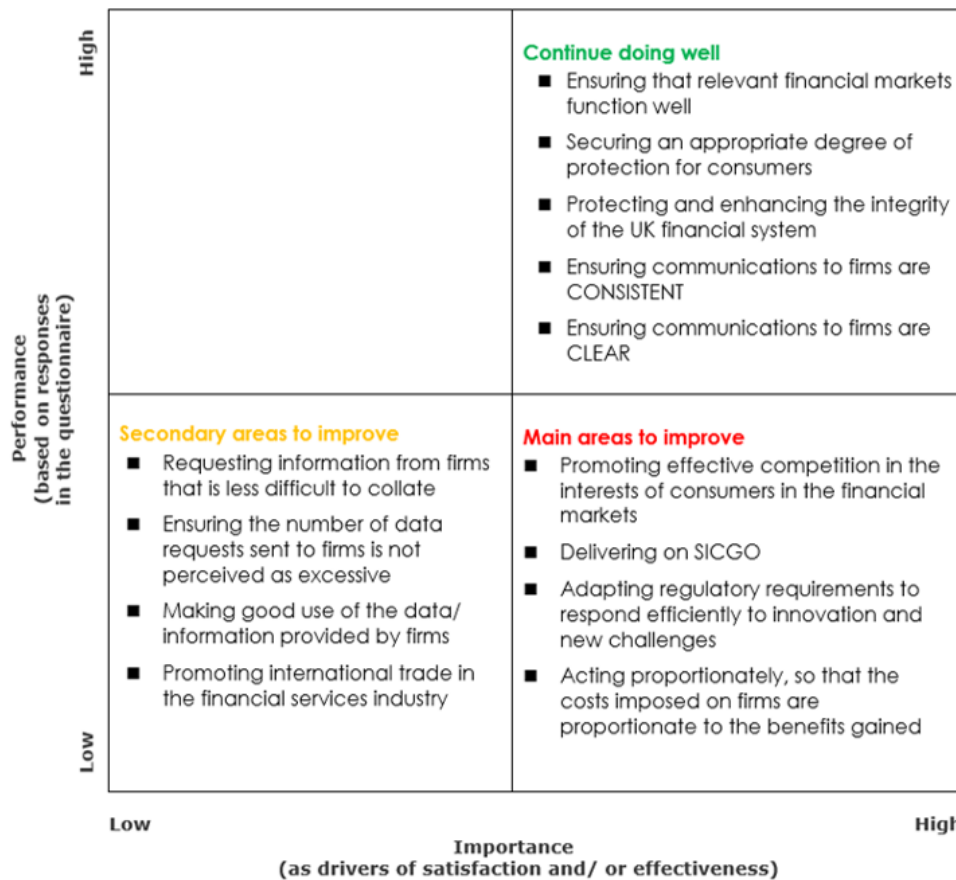 High
Performance
(based on responses
in the questionnaire)
Low
Continue doing well
■ Ensuring that relevant financial markets
function well
■ Securing an appropriate degree of
protection for consumers
■ Protecting and enhancing the integrity
of the UK financial system
■ Ensuring communications to firms are
CONSISTENT
■ Ensuring communications to firms are
CLEAR
Secondary areas to improve
■ Requesting information from firms
that is less difficult to collate
■ Ensuring the number of data
requests sent to firms is not
perceived as excessive
■ Making good use of the data/
information provided by firms
■ Promoting international trade in
the financial services industry
Main areas to improve
■ Promoting effective competition in the
interests of consumers in the financial
markets
■ Delivering on SICGO
■ Adapting regulatory requirements to
respond efficiently to innovation and
new challenges
■ Acting proportionately, so that the
costs imposed on firms are
proportionate to the benefits gained
Low
High
Importance
(as drivers of satisfaction and/ or effectiveness)